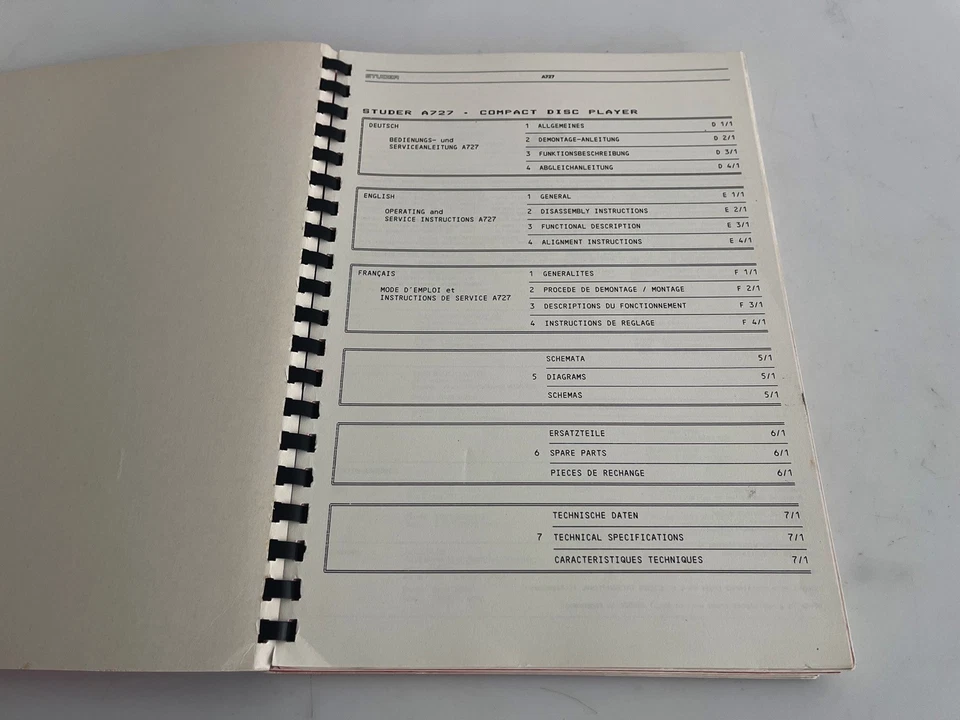 STUDER A727
STUDER A727 - COMPACT DISC PLAYER
DEUTSCH
BEDIENUNGS- und
SERVICEANLEITUNG A727
1 ALLGEMEINES D 1/1
2 DEMONTAGE-ANLEITUNG D 2/1
3 FUNKTIONSBESCHREIBUNG D 3/1
4 ABGLEICHANLEITUNG D 4/1
ENGLISH
OPERATING and
SERVICE INSTRUCTIONS A727
1 GENERAL E 1/1
2 DISASSEMBLY INSTRUCTIONS E 2/1
3 FUNCTIONAL DESCRIPTION E 3/1
4 ALIGNMENT INSTRUCTIONS E 4/1
FRANÇAIS
MODE D'EMPLOI et
INSTRUCTIONS DE SERVICE A727
1 GENERALITES F 1/1
2 PROCEDE DE DEMONTAGE / MONTAGE F 2/1
3 DESCRIPTIONS DU FONCTIONNEMENT F 3/1
4 INSTRUCTIONS DE REGLAGE F 4/1
SCHEMATA 5/1
5 DIAGRAMS 5/1
SCHEMAS 5/1
ERSATZTEILE 6/1
6 SPARE PARTS 6/1
PIECES DE RECHANGE 6/1
TECHNISCHE DATEN 7/1
7 TECHNICAL SPECIFICATIONS 7/1
CARACTERISTIQUES TECHNIQUES 7/1